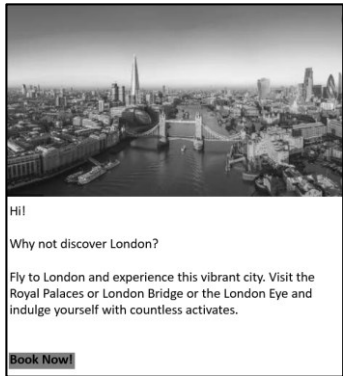 Hi!
Why not discover London?
Fly to London and experience this vibrant city. Visit the
Royal Palaces or London Bridge or the London Eye and
indulge yourself with countless activates.
Book Now!